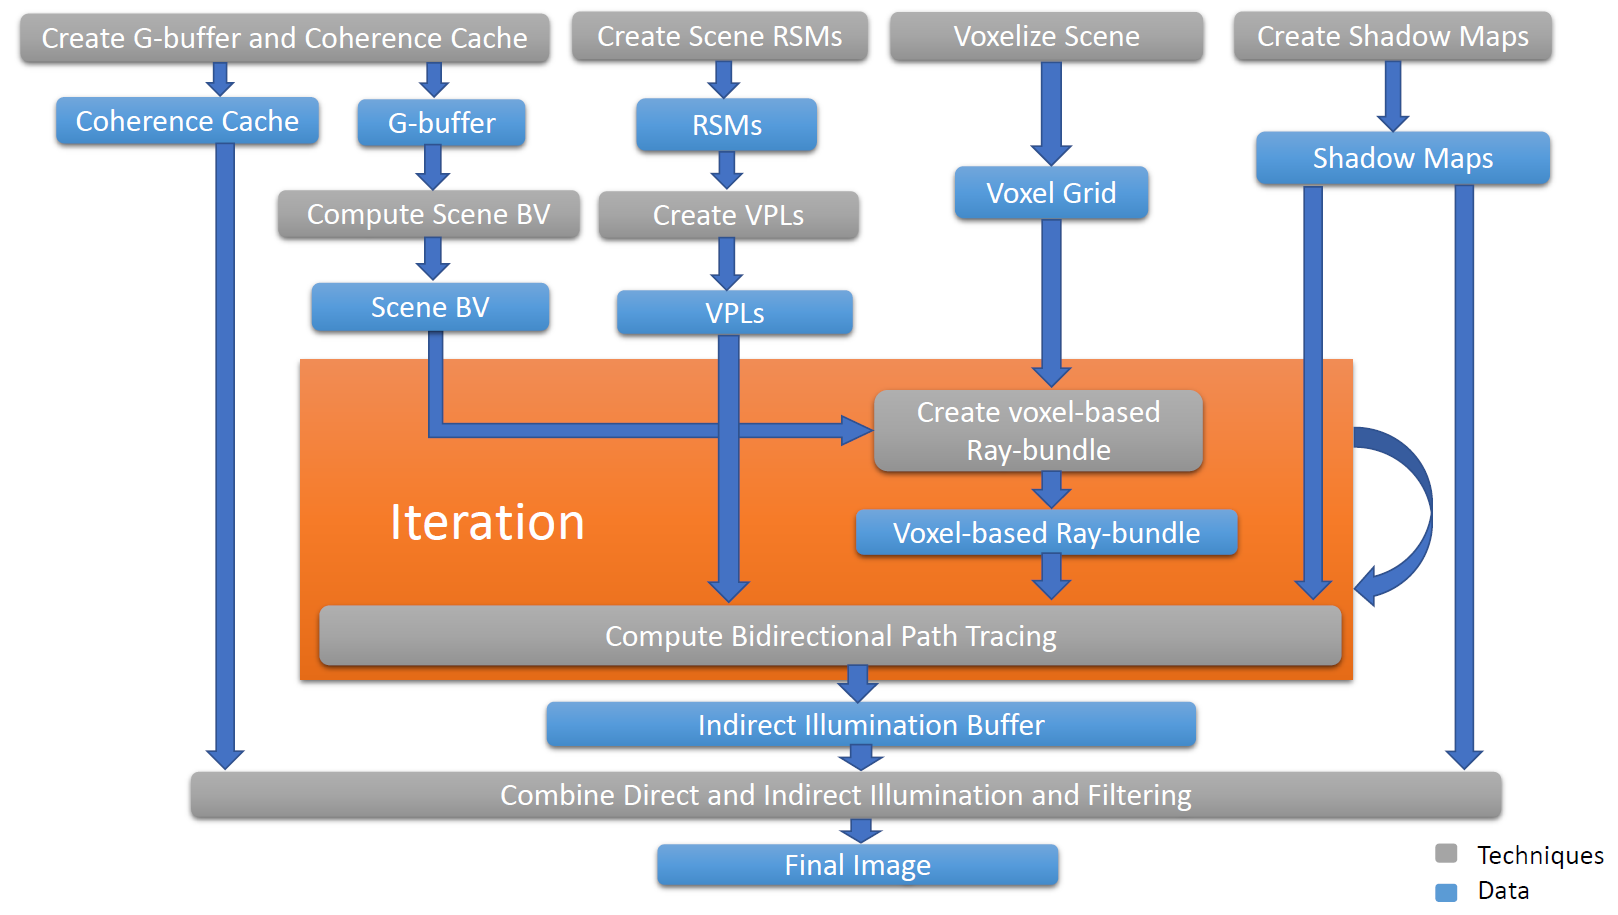 Create G-buffer and Coherence Cache
Create Scene RSMs
Voxelize Scene
Create Shadow Maps
Coherence Cache
G-buffer
RSMs
Shadow Maps
Voxel Grid
Compute Scene BV
Create VPLs
Scene BV
VPLs
Create voxel-based
Ray-bundle
Iteration
Voxel-based Ray-bundle
Compute Bidirectional Path Tracing
Indirect Illumination Buffer
Combine Direct and Indirect Illumination and Filtering
Final Image
Techniques
Data